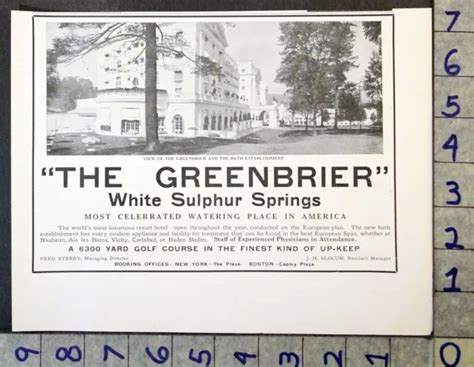 VIEW OF THE GREENBRIER AND THE BATH ESTABLISHMENT
"THE GREENBRIER"
White Sulphur Springs
MOST CELEBRATED WATERING PLACE IN AMERICA
The world's most luxurious resort hotel—open throughout the year, conducted on the European plan. The new bath
establishment has every modern appliance and facility for treatment that can be found in the best European Spas, whether at
Nauheim, Aix les Bains, Vichy, Carlsbad, or Baden Baden. Staff of Experienced Physicians in Attendance.
A 6300 YARD GOLF COURSE IN THE FINEST KIND OF UP-KEEP
FRED STERRY, Managing Director
J. H. SLOCUM, Resident Manager
BOOKING OFFICES: NEW YORK—The Plaza. BOSTON—Copley Plaza
7
6
5
4
3
2
1
0
9 8 7 6 5 4 3 2 1 0